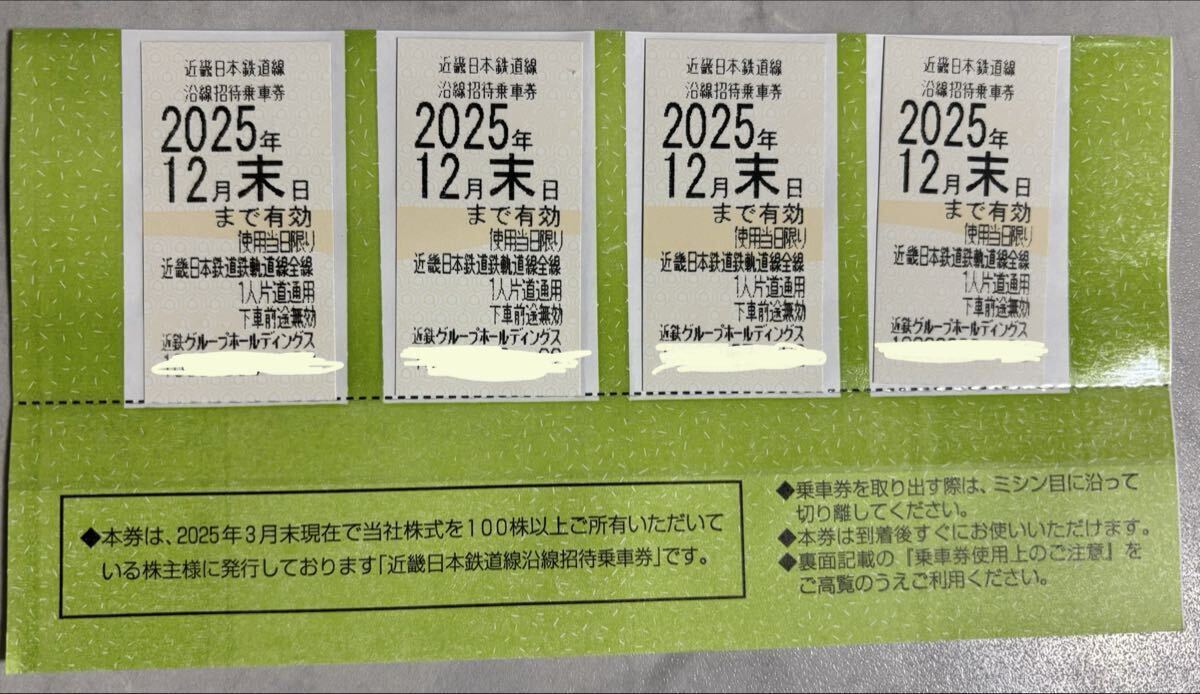 近畿日本鉄道線
沿線招待乗車券
2025年
12月末日
まで有効
(使用当日限り)
近畿日本鉄道鉄軌道線全線
1人片道通用
下車前途無効
近鉄グループホールディングス
近畿日本鉄道線
沿線招待乗車券
2025年
12月末日
まで有効
(使用当日限り)
近畿日本鉄道鉄軌道線全線
1人片道通用
下車前途無効
近鉄グループホールディングス
近畿日本鉄道線
沿線招待乗車券
2025年
12月末日
まで有効
(使用当日限り)
近畿日本鉄道鉄軌道線全線
1人片道通用
下車前途無効
近鉄グループホールディングス
近畿日本鉄道線
沿線招待乗車券
2025年
12月末日
まで有効
(使用当日限り)
近畿日本鉄道鉄軌道線全線
1人片道通用
下車前途無効
近鉄グループホールディングス
◆本券は、2025年3月末現在で当社株式を100株以上ご所有いただいて
いる株主様に発行しております「近畿日本鉄道線沿線招待乗車券」です。
◆乗車券を取り出す際は、ミシン目に沿って
切り離してください。
◆本券は到着後すぐにお使いいただけます。
◆裏面記載の『乗車券使用上のご注意』を
ご高覧のうえご利用ください。